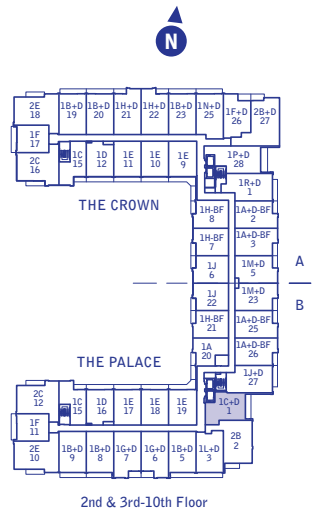 N
2E
18
1B+D
19
1B+D
20
1H+D
21
1H+D
22
1B+D
23
1N+D
25
1F+D
26
2B+D
27
1F
17
2C
16
1C
15
1D
12
1E
11
1E
10
1E
9
1P+D
28
1R+D
1
THE CROWN
1H-BF
8
1A+D-BF
2
1H-BF
7
1A+D-BF
3
1J
6
1M+D
5
A
1J
22
1M+D
23
B
1H-BF
21
1A+D-BF
25
1A
20
1A+D-BF
26
THE PALACE
1J+D
27
2C
12
1C
15
1D
16
1E
17
1E
18
1E
19
1C+D
1
1F
11
2E
10
1B+D
9
1B+D
8
1G+D
7
1G+D
6
1B+D
5
1L+D
3
2B
2
2nd & 3rd-10th Floor